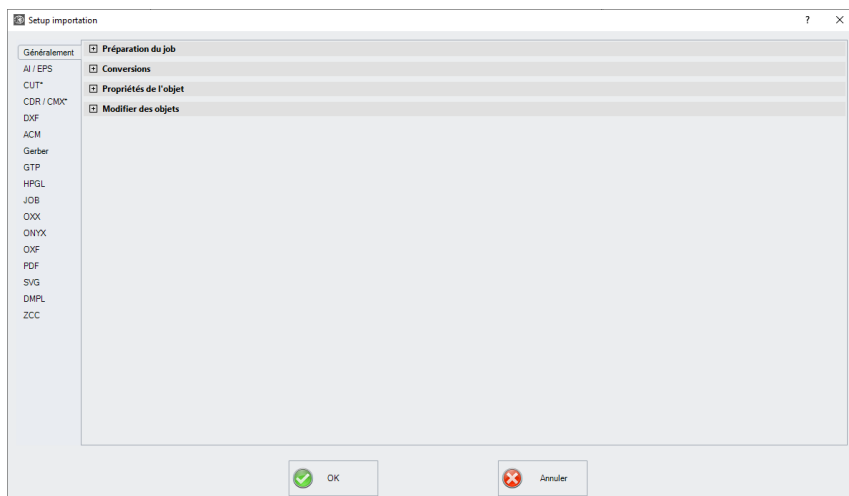 Setup importation
? ×
Généralement
AI / EPS
CUT*
CDR / CMX*
DXF
ACM
Gerber
GTP
HPGL
JOB
OXX
ONYX
OXF
PDF
SVG
DMPL
ZCC
Préparation du job
Conversions
Propriétés de l'objet
Modifier des objets
OK
Annuler